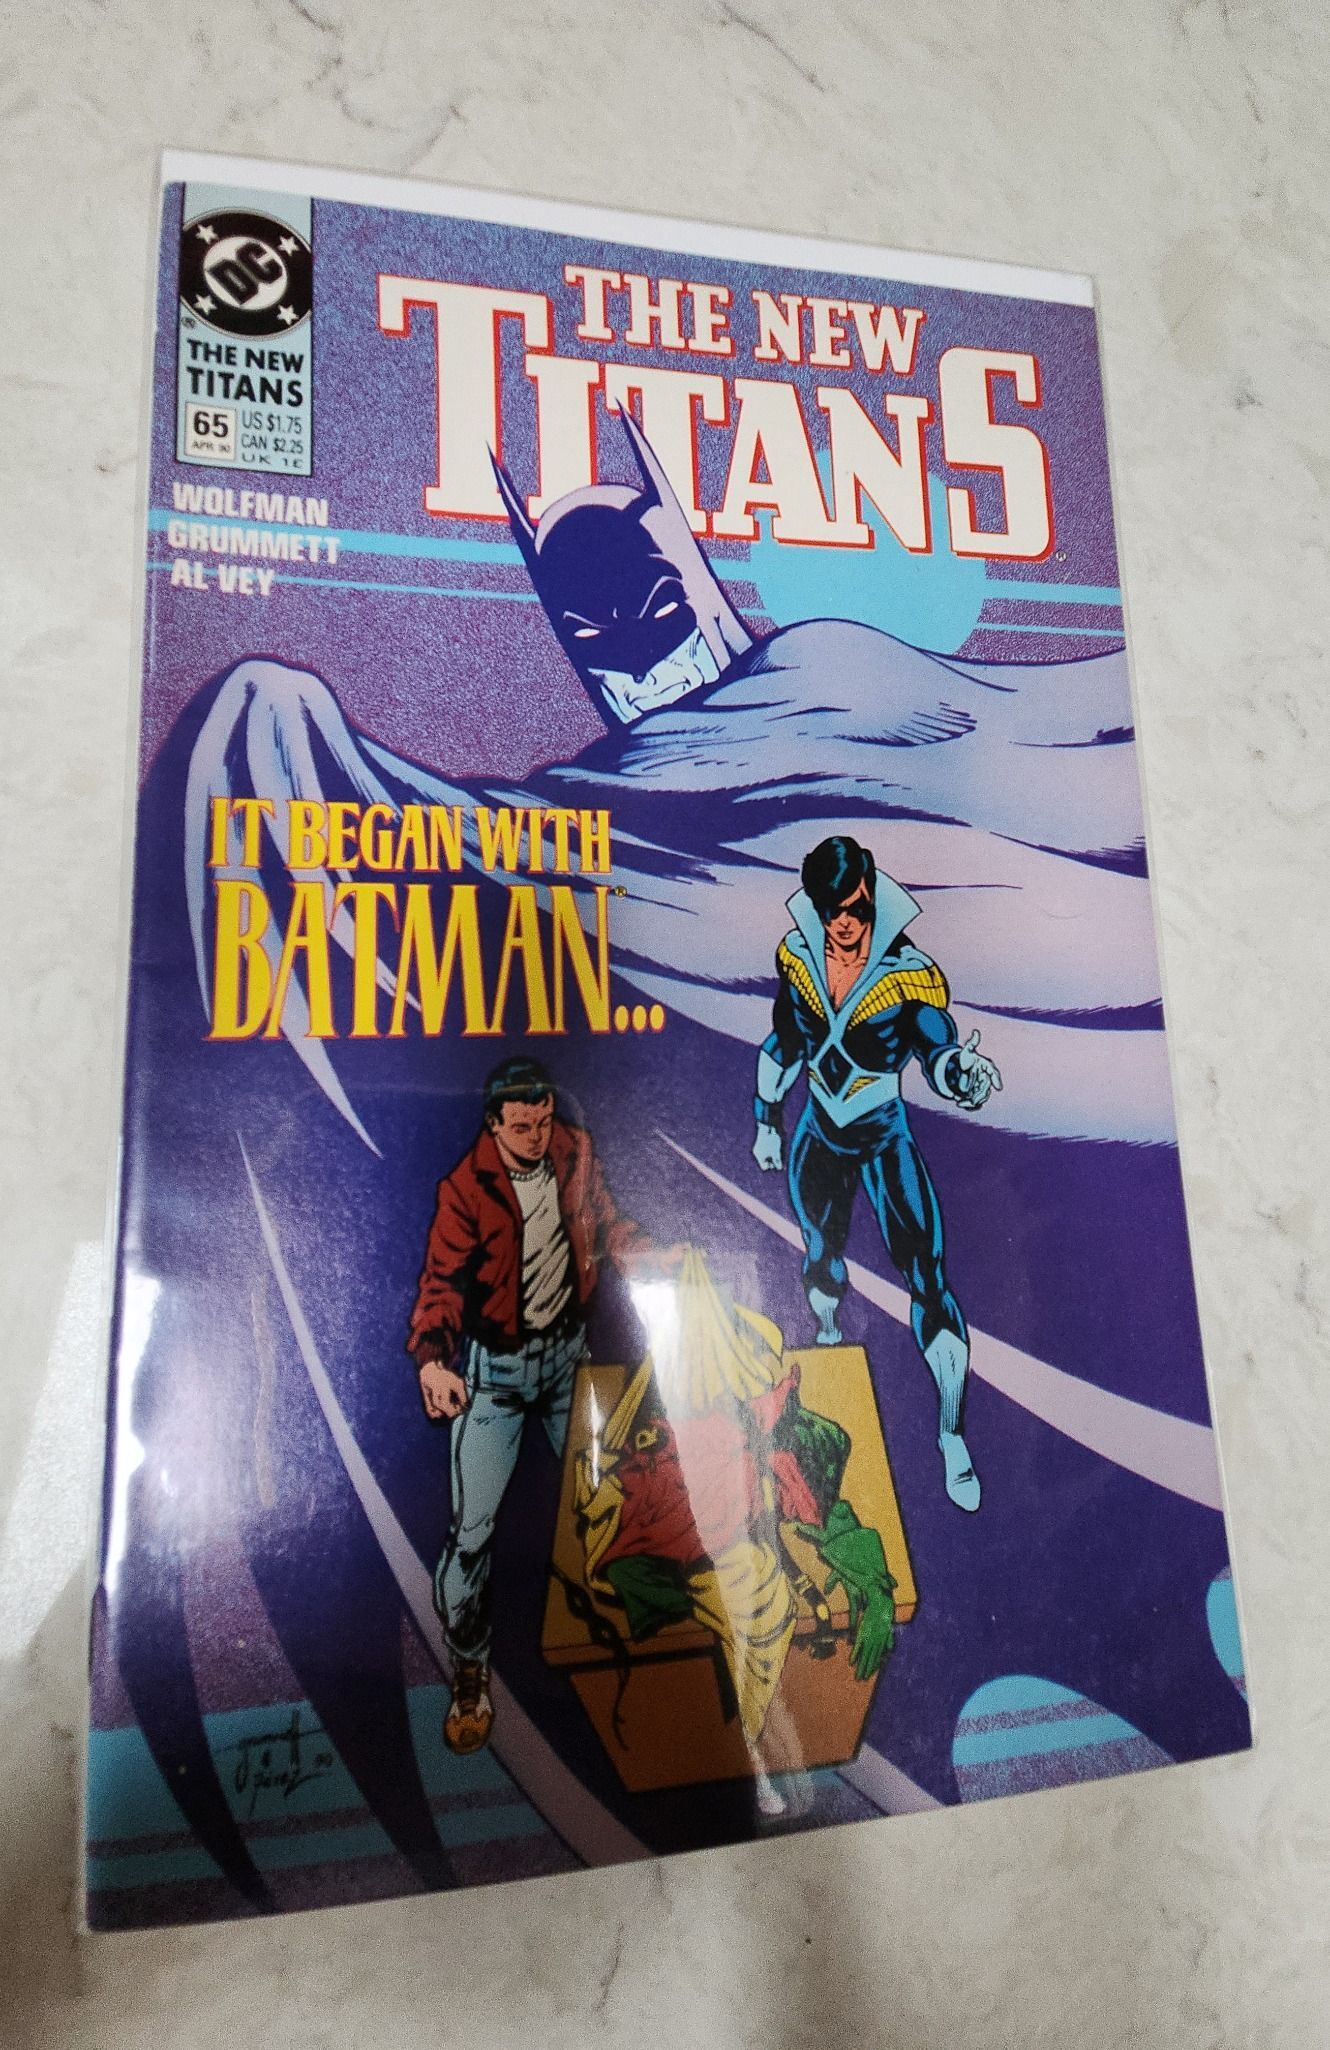 DC
®
THE NEW
TITANS
65
APR 90
US $1.75
CAN $2.25
UK 1£
WOLFMAN
GRUMMETT
AL VEY
THE NEW
TITANS
®
IT BEGAN WITH
BATMAN®...
R
90